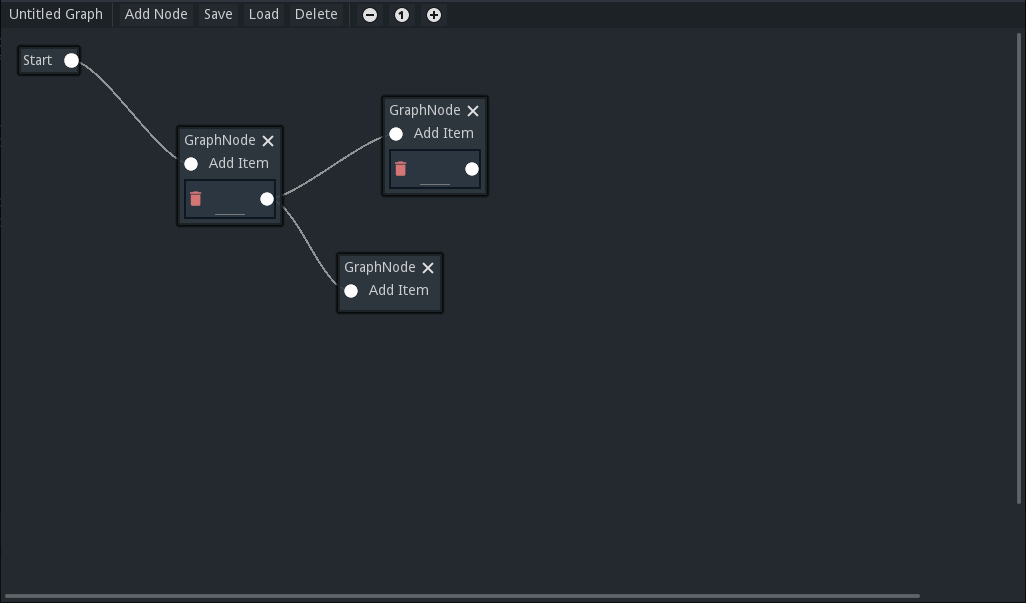 Untitled Graph Add Node Save Load Delete 1
Start
GraphNode
Add Item
GraphNode
Add Item
GraphNode
Add Item